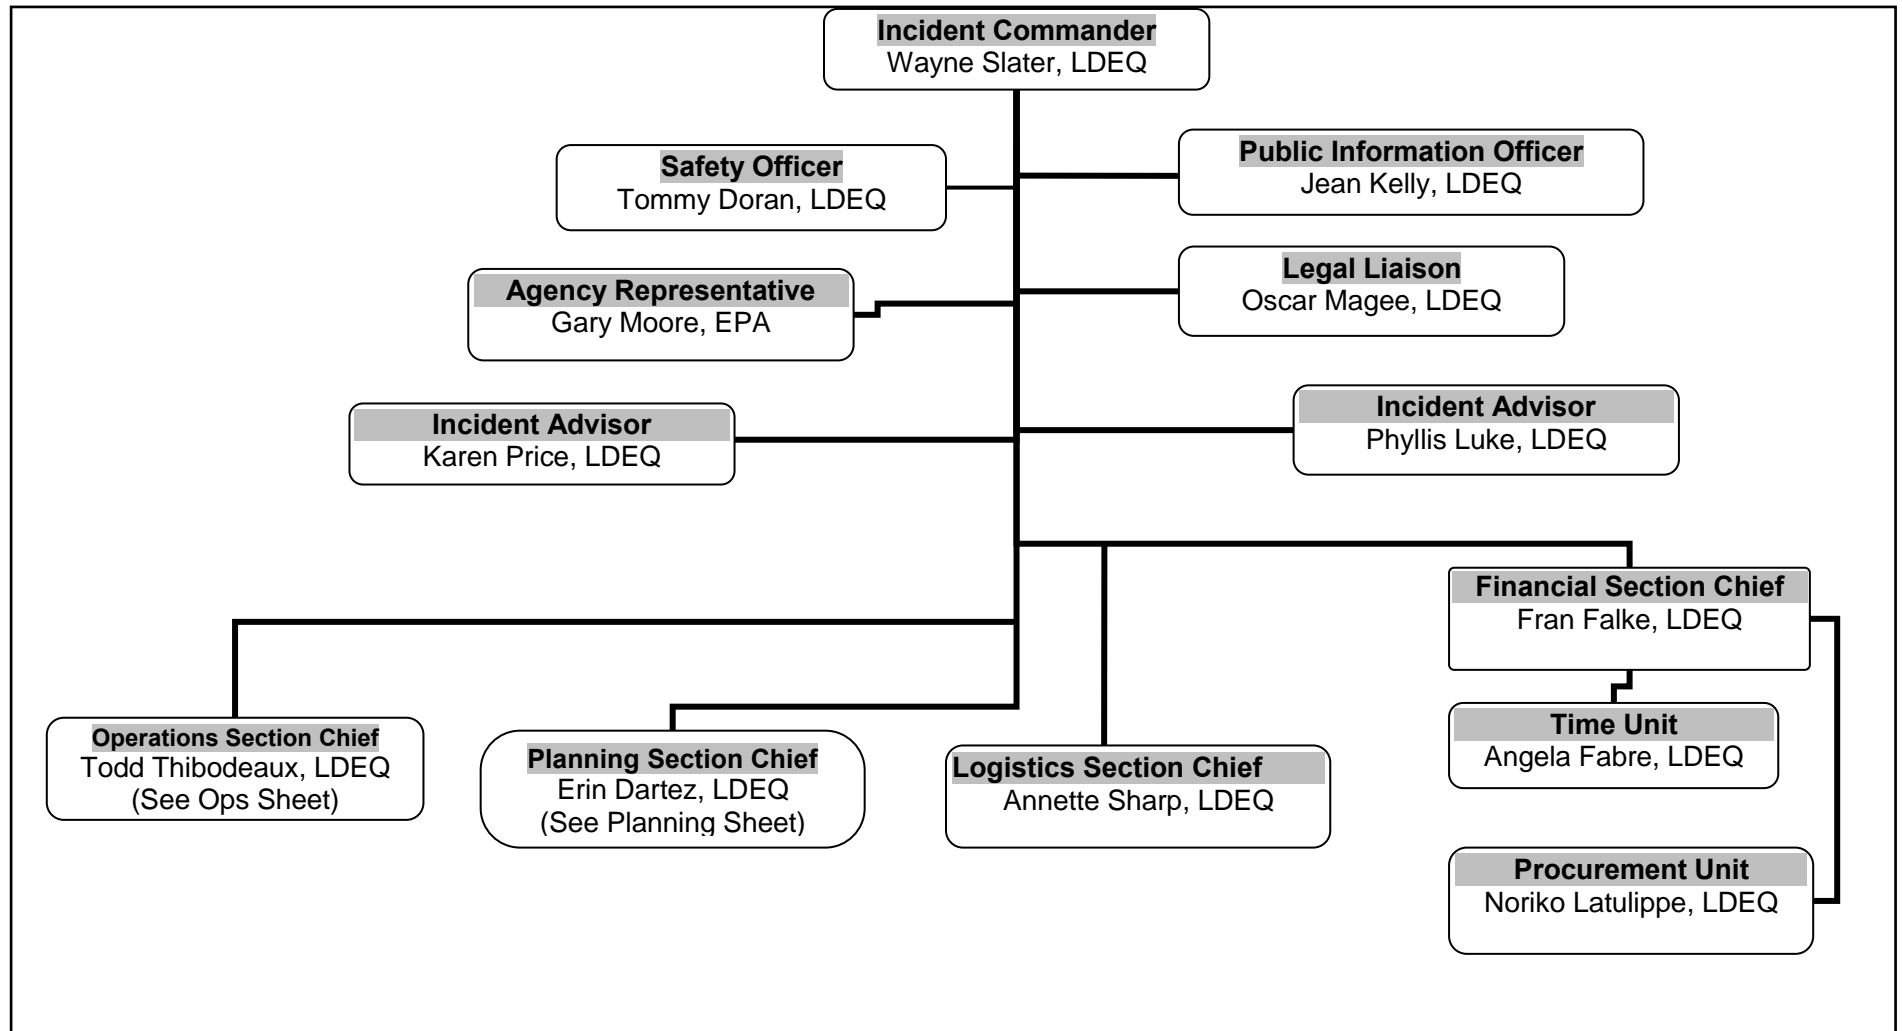 Incident Commander
Wayne Slater, LDEQ
Safety Officer
Tommy Doran, LDEQ
Public Information Officer
Jean Kelly, LDEQ
Agency Representative
Gary Moore, EPA
Legal Liaison
Oscar Magee, LDEQ
Incident Advisor
Karen Price, LDEQ
Incident Advisor
Phyllis Luke, LDEQ
Financial Section Chief
Fran Falke, LDEQ
Operations Section Chief
Todd Thibodeaux, LDEQ
(See Ops Sheet)
Planning Section Chief
Erin Dartez, LDEQ
(See Planning Sheet)
Logistics Section Chief
Annette Sharp, LDEQ
Time Unit
Angela Fabre, LDEQ
Procurement Unit
Noriko Latulippe, LDEQ